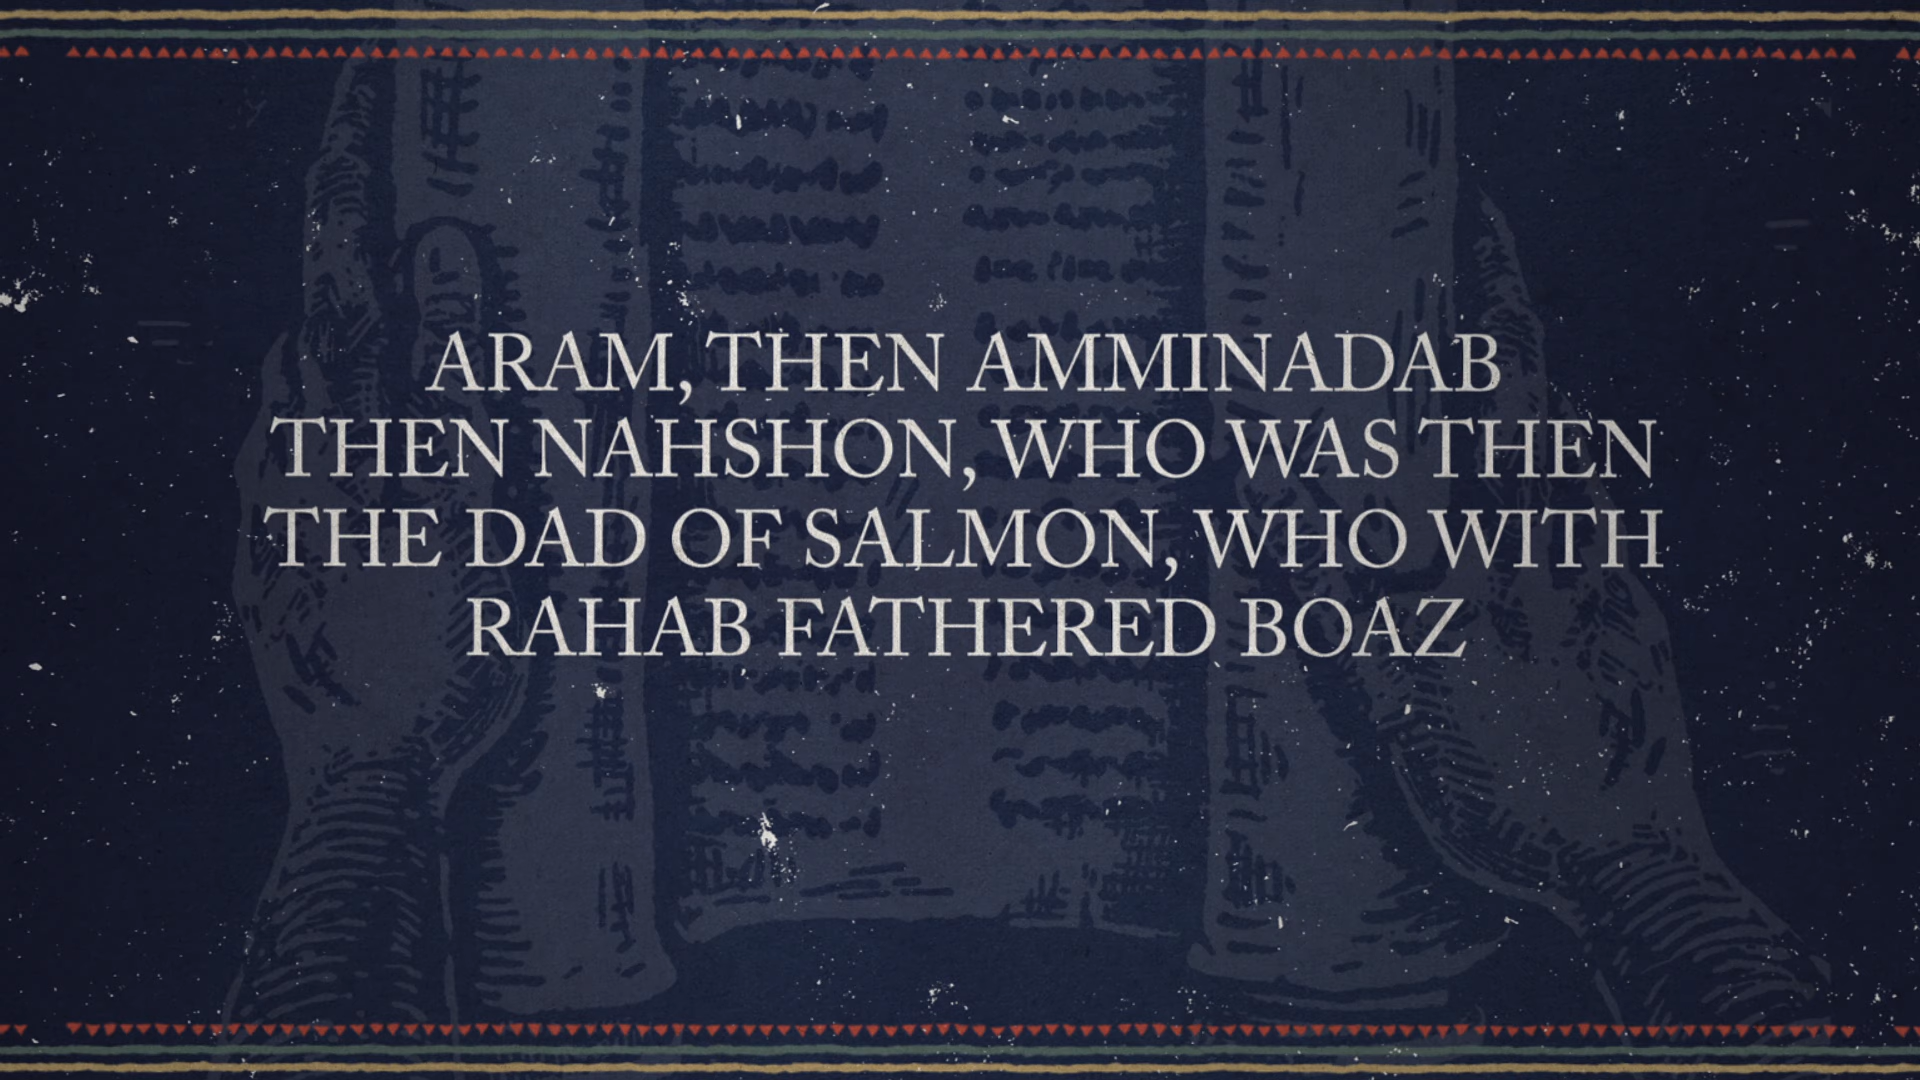 ARAM, THEN AMMINADAB
THEN NAHSHON, WHO WAS THEN
THE DAD OF SALMON, WHO WITH
RAHAB FATHERED BOAZ